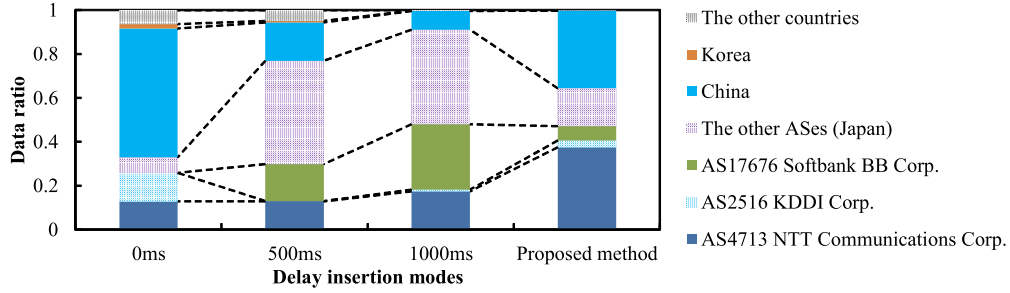 1
0.8
0.6
0.4
0.2
0
Data ratio
0ms
500ms
1000ms
Proposed method
Delay insertion modes
The other countries
Korea
China
The other ASes (Japan)
AS17676 Softbank BB Corp.
AS2516 KDDI Corp.
AS4713 NTT Communications Corp.